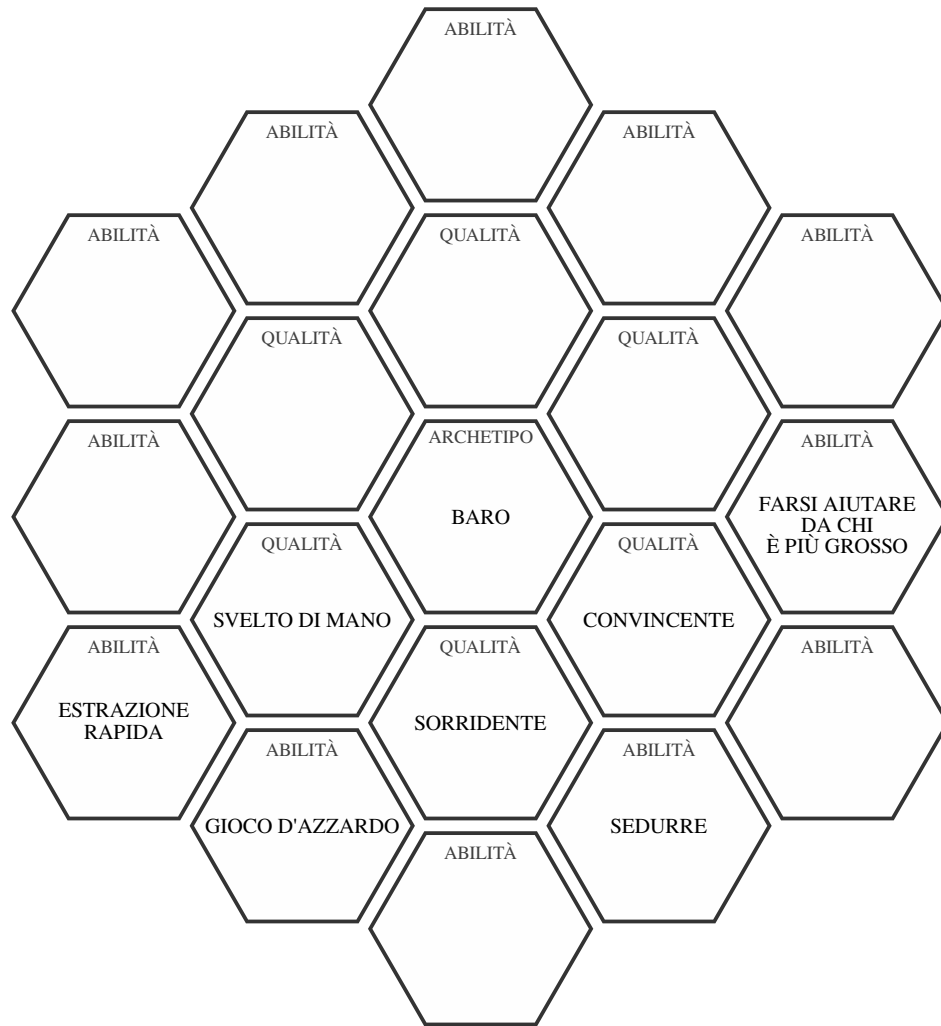 ABILITÀ
ABILITÀ
ABILITÀ
ABILITÀ
QUALITÀ
ABILITÀ
QUALITÀ
QUALITÀ
ABILITÀ
ARCHETIPO
BARO
ABILITÀ
FARSI AIUTARE
DA CHI
È PIÙ GROSSO
QUALITÀ
SVELTO DI MANO
QUALITÀ
CONVINCENTE
ABILITÀ
ESTRAZIONE
RAPIDA
QUALITÀ
SORRIDENTE
ABILITÀ
ABILITÀ
GIOCO D'AZZARDO
ABILITÀ
SEDURRE
ABILITÀ